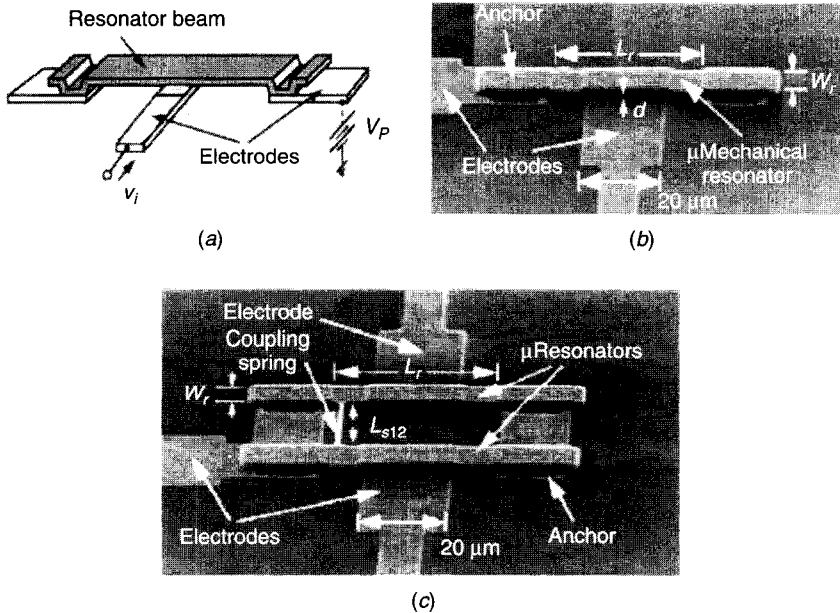 Resonator beam
Electrodes
V_P
v_i
(a)
Anchor
L_r
W_r
d
Electrodes
μMechanical
resonator
20 μm
(b)
Electrode
Coupling
spring
L_r
μResonators
W_r
L_s12
Electrodes
20 μm
Anchor
(c)